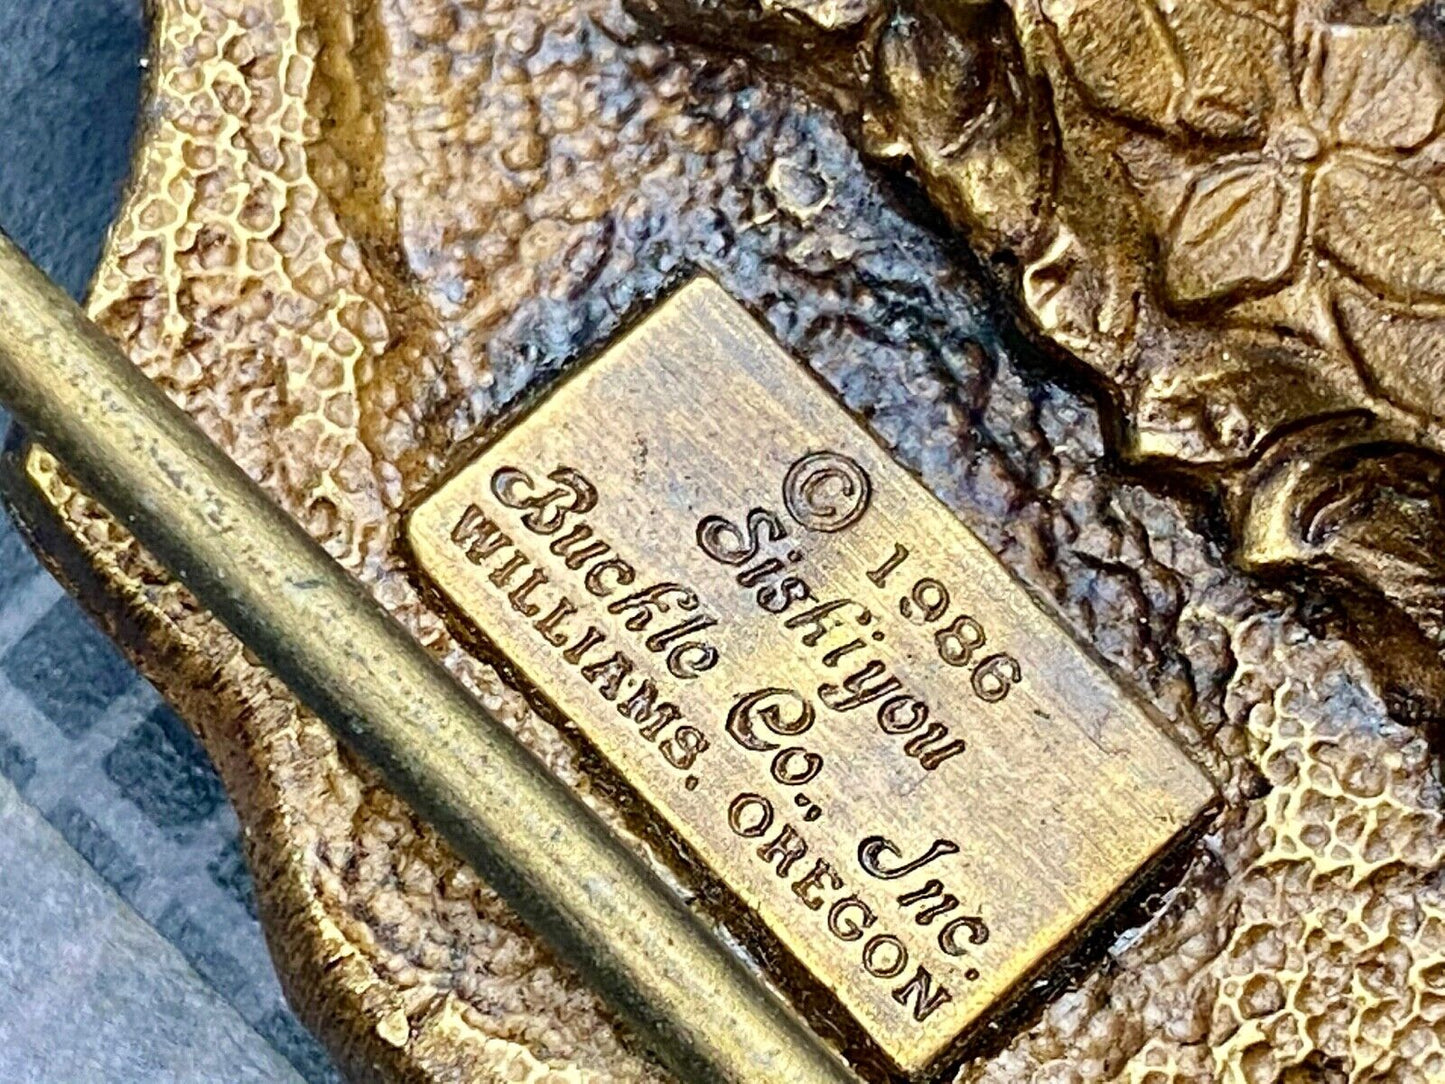 © 1986
Siskiyou
Buckle Co., Inc.
WILLIAMS, OREGON